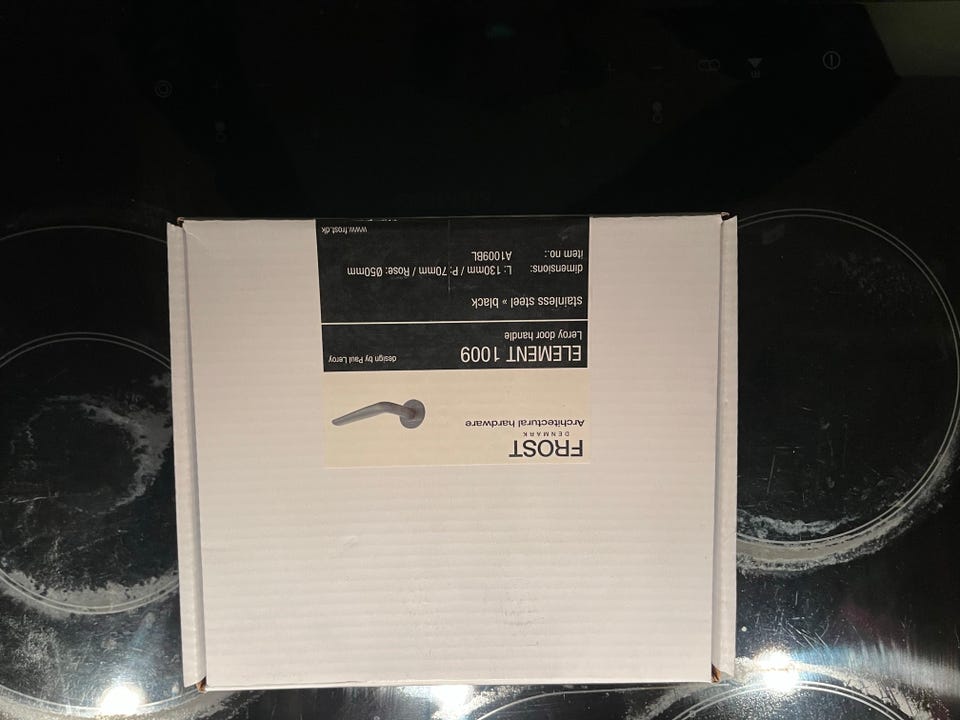 FROST
DENMARK
Architectural hardware
ELEMENT 1009
Leroy door handle
design by Paul Leroy
stainless steel » black
dimensions: L: 130mm / P: 70mm / Rose: Ø50mm
item no.: A1009BL
www.frost.dk